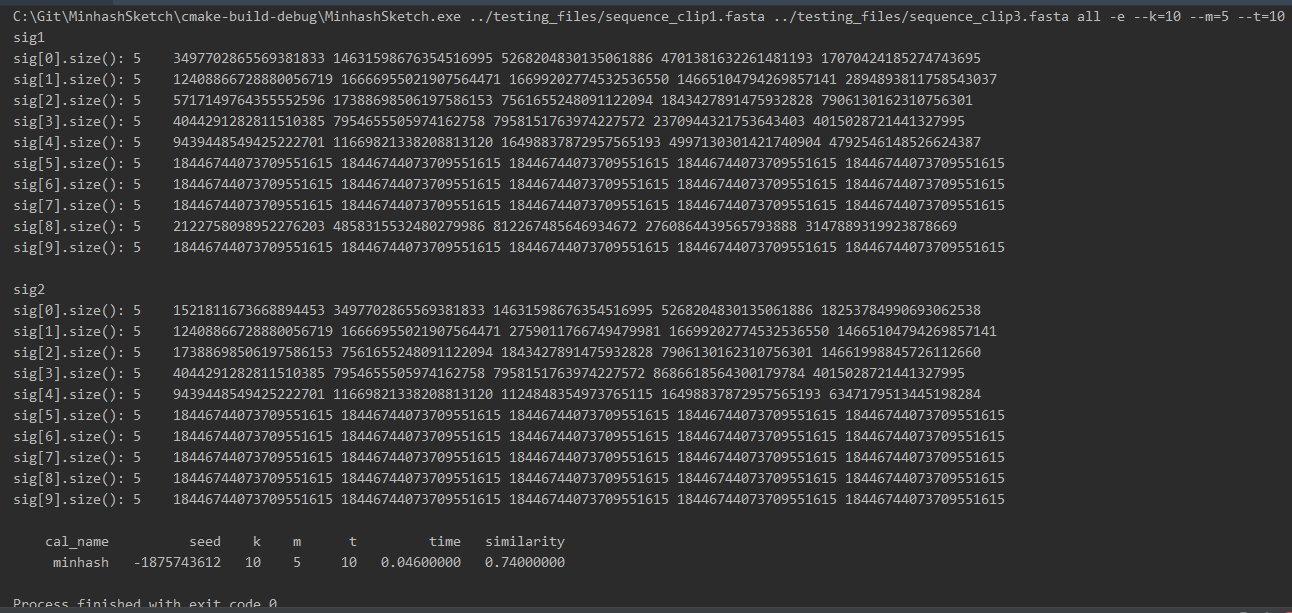 C:\Git\MinhashSketch\cmake-build-debug\MinhashSketch.exe ../testing_files/sequence_clip1.fasta ../testing_files/sequence_clip3.fasta all -e --k=10 --m=5 --t=10
sig1
sig[0].size(): 5    3497702865569381833 14631598676354516995 5268204830135061886 4701381632261481193 17070424185274743695
sig[1].size(): 5    12408866728880056719 16666955021907564471 16699202774532536550 14665104794269857141 2894893811758543037
sig[2].size(): 5    5717149764355552596 17388698506197586153 7561655248091122094 1843427891475932828 7906130162310756301
sig[3].size(): 5    4044291282811510385 7954655505974162758 7958151763974227572 2370944321753643403 4015028721441327995
sig[4].size(): 5    9439448549425222701 11669821338208813120 16498837872957565193 4997130301421740904 4792546148526624387
sig[5].size(): 5    18446744073709551615 18446744073709551615 18446744073709551615 18446744073709551615 18446744073709551615
sig[6].size(): 5    18446744073709551615 18446744073709551615 18446744073709551615 18446744073709551615 18446744073709551615
sig[7].size(): 5    18446744073709551615 18446744073709551615 18446744073709551615 18446744073709551615 18446744073709551615
sig[8].size(): 5    2122758098952276203 4858315532480279986 812267485646934672 2760864439565793888 3147889319923878669
sig[9].size(): 5    18446744073709551615 18446744073709551615 18446744073709551615 18446744073709551615 18446744073709551615
sig2
sig[0].size(): 5    1521811673668894453 3497702865569381833 14631598676354516995 5268204830135061886 18253784990693062538
sig[1].size(): 5    12408866728880056719 16666955021907564471 2759011766749479981 16699202774532536550 14665104794269857141
sig[2].size(): 5    17388698506197586153 7561655248091122094 1843427891475932828 7906130162310756301 14661998845726112660
sig[3].size(): 5    4044291282811510385 7954655505974162758 7958151763974227572 8686618564300179784 4015028721441327995
sig[4].size(): 5    9439448549425222701 11669821338208813120 1124848354973765115 16498837872957565193 6347179513445198284
sig[5].size(): 5    18446744073709551615 18446744073709551615 18446744073709551615 18446744073709551615 18446744073709551615
sig[6].size(): 5    18446744073709551615 18446744073709551615 18446744073709551615 18446744073709551615 18446744073709551615
sig[7].size(): 5    18446744073709551615 18446744073709551615 18446744073709551615 18446744073709551615 18446744073709551615
sig[8].size(): 5    18446744073709551615 18446744073709551615 18446744073709551615 18446744073709551615 18446744073709551615
sig[9].size(): 5    18446744073709551615 18446744073709551615 18446744073709551615 18446744073709551615 18446744073709551615
cal_name          seed    k    m      t         time   similarity
minhash   -1875743612   10    5     10   0.04600000   0.74000000
Process finished with exit code 0